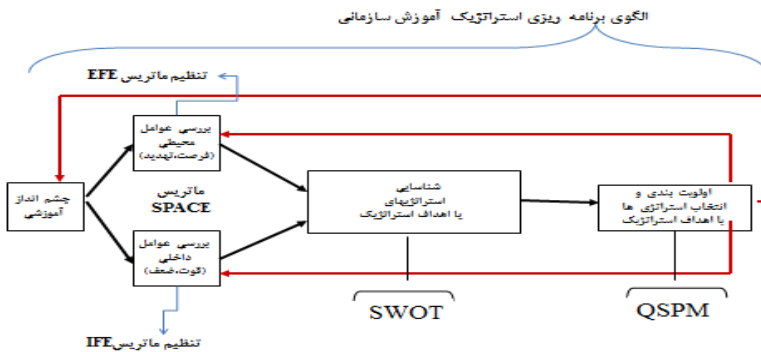 الگوی برنامه ریزی استراتژیک آموزش سازمانی
تنظیم ماتریس EFE
بررسی عوامل
محیطی
(فرصت،تهدید)
چشم انداز
آموزشی
ماتریس
SPACE
شناسایی
استراتژیهای
یا اهداف استراتژیک
اولویت بندی و
انتخاب استراتژی ها
یا اهداف استراتژیک
بررسی عوامل
داخلی
(قوت،ضعف)
SWOT
QSPM
تنظیم ماتریس IFE